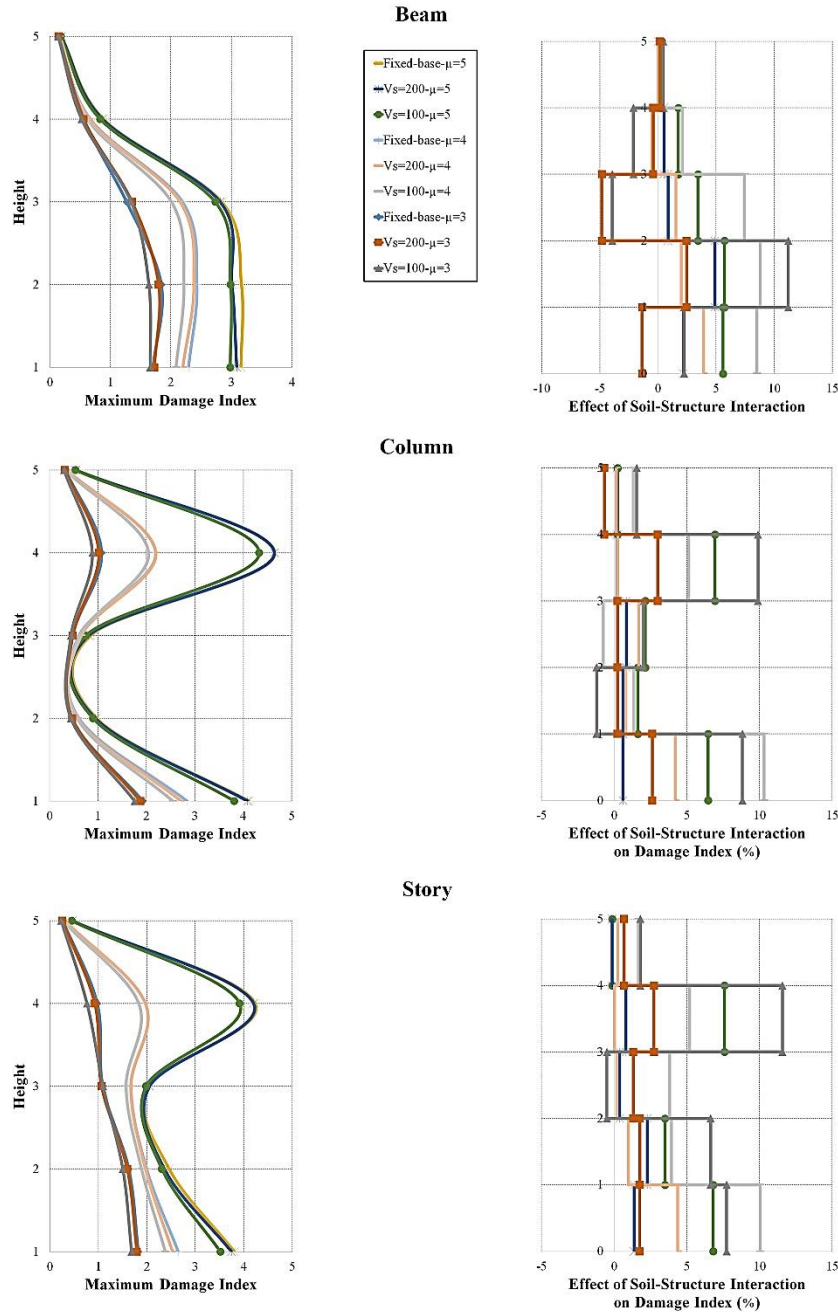 Beam
5
4
3
2
1
0
1
2
3
4
Height
Maximum Damage Index
Fixed-base-µ=5
Vs=200-µ=5
Vs=100-µ=5
Fixed-base-µ=4
Vs=200-µ=4
Vs=100-µ=4
Fixed-base-µ=3
Vs=200-µ=3
Vs=100-µ=3
5
4
3
2
1
0
-10
-5
0
5
10
15
Effect of Soil-Structure Interaction
Column
5
4
3
2
1
0
1
2
3
4
5
Height
Maximum Damage Index
5
4
3
2
1
0
-5
0
5
10
15
Effect of Soil-Structure Interaction
on Damage Index (%)
Story
5
4
3
2
1
0
1
2
3
4
5
Height
Maximum Damage Index
5
4
3
2
1
0
-5
0
5
10
15
Effect of Soil-Structure Interaction
on Damage Index (%)